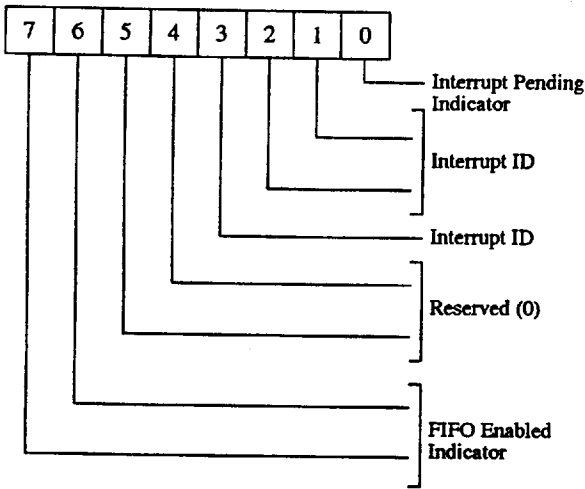 7 6 5 4 3 2 1 0
Interrupt Pending
Indicator
Interrupt ID
Interrupt ID
Reserved (0)
FIFO Enabled
Indicator